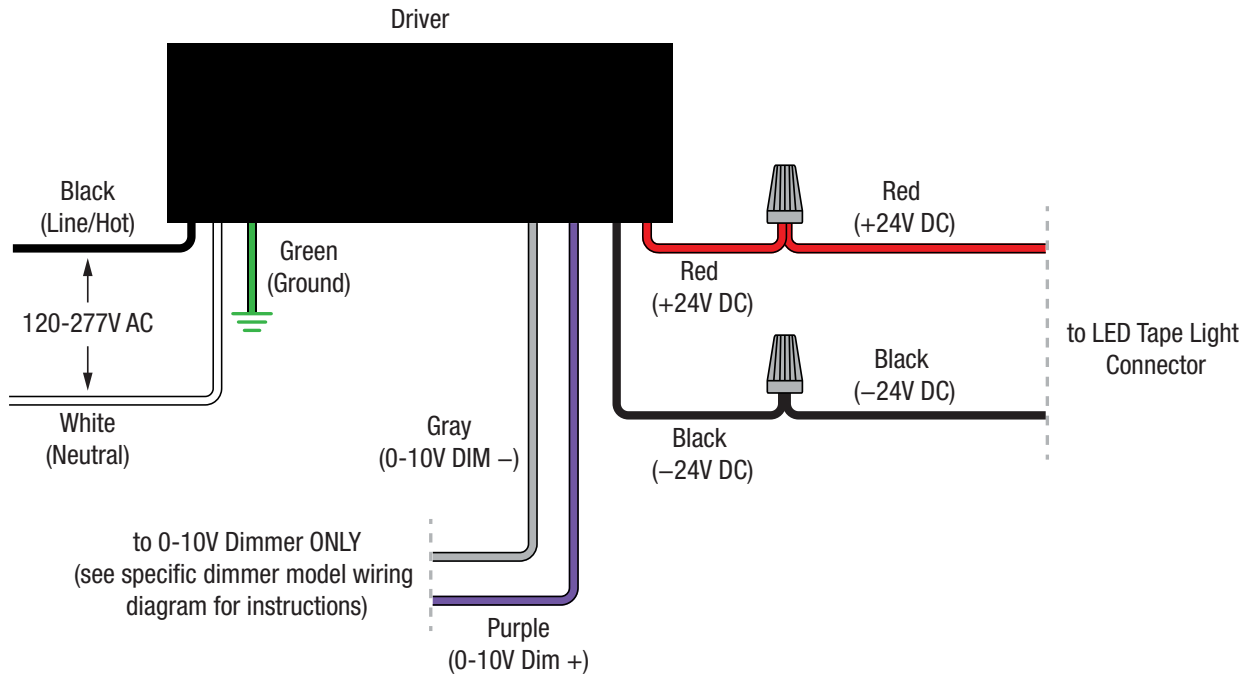 Driver
Black
(Line/Hot)
120-277V AC
White
(Neutral)
Green
(Ground)
Gray
(0-10V DIM –)
to 0-10V Dimmer ONLY
(see specific dimmer model wiring
diagram for instructions)
Purple
(0-10V Dim +)
Red
(+24V DC)
Red
(+24V DC)
Black
(–24V DC)
Black
(–24V DC)
to LED Tape Light
Connector